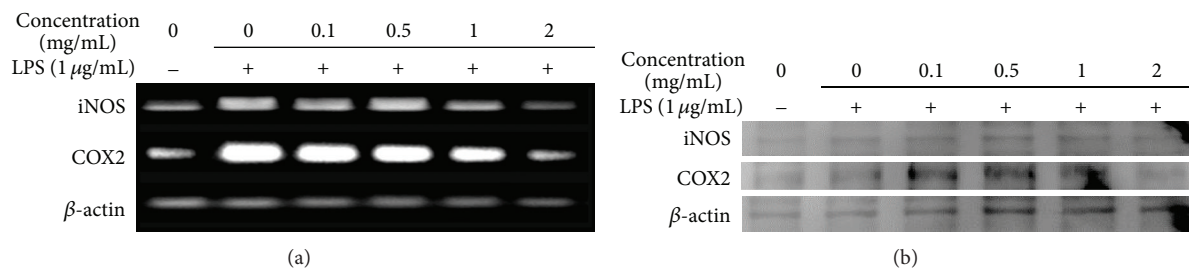 Concentration
(mg/mL) 0 0 0.1 0.5 1 2
LPS (1 μg/mL) – + + + + +
iNOS
COX2
β-actin
(a)
Concentration
(mg/mL) 0 0 0.1 0.5 1 2
LPS (1 μg/mL) – + + + + +
iNOS
COX2
β-actin
(b)